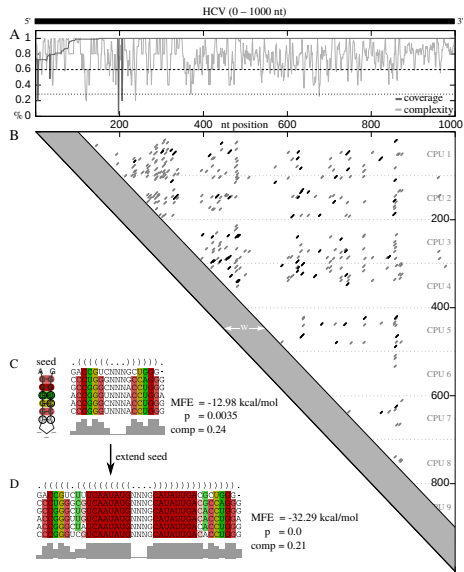 HCV (0 – 1000 nt)
5' 3'
A
1
0.8
0.6
0.4
0.2
% 0
coverage
complexity
200 nt position 400 600 800 1000
B
CPU 1
CPU 2
200
CPU 3
CPU 4
400
w
CPU 5
CPU 6
600
CPU 7
CPU 8
800
CPU 9
C
seed
.((((((...))))))).
MFE = -12.98 kcal/mol
p = 0.0035
comp = 0.24
extend seed
D
MFE = -32.29 kcal/mol
p = 0.0
comp = 0.21